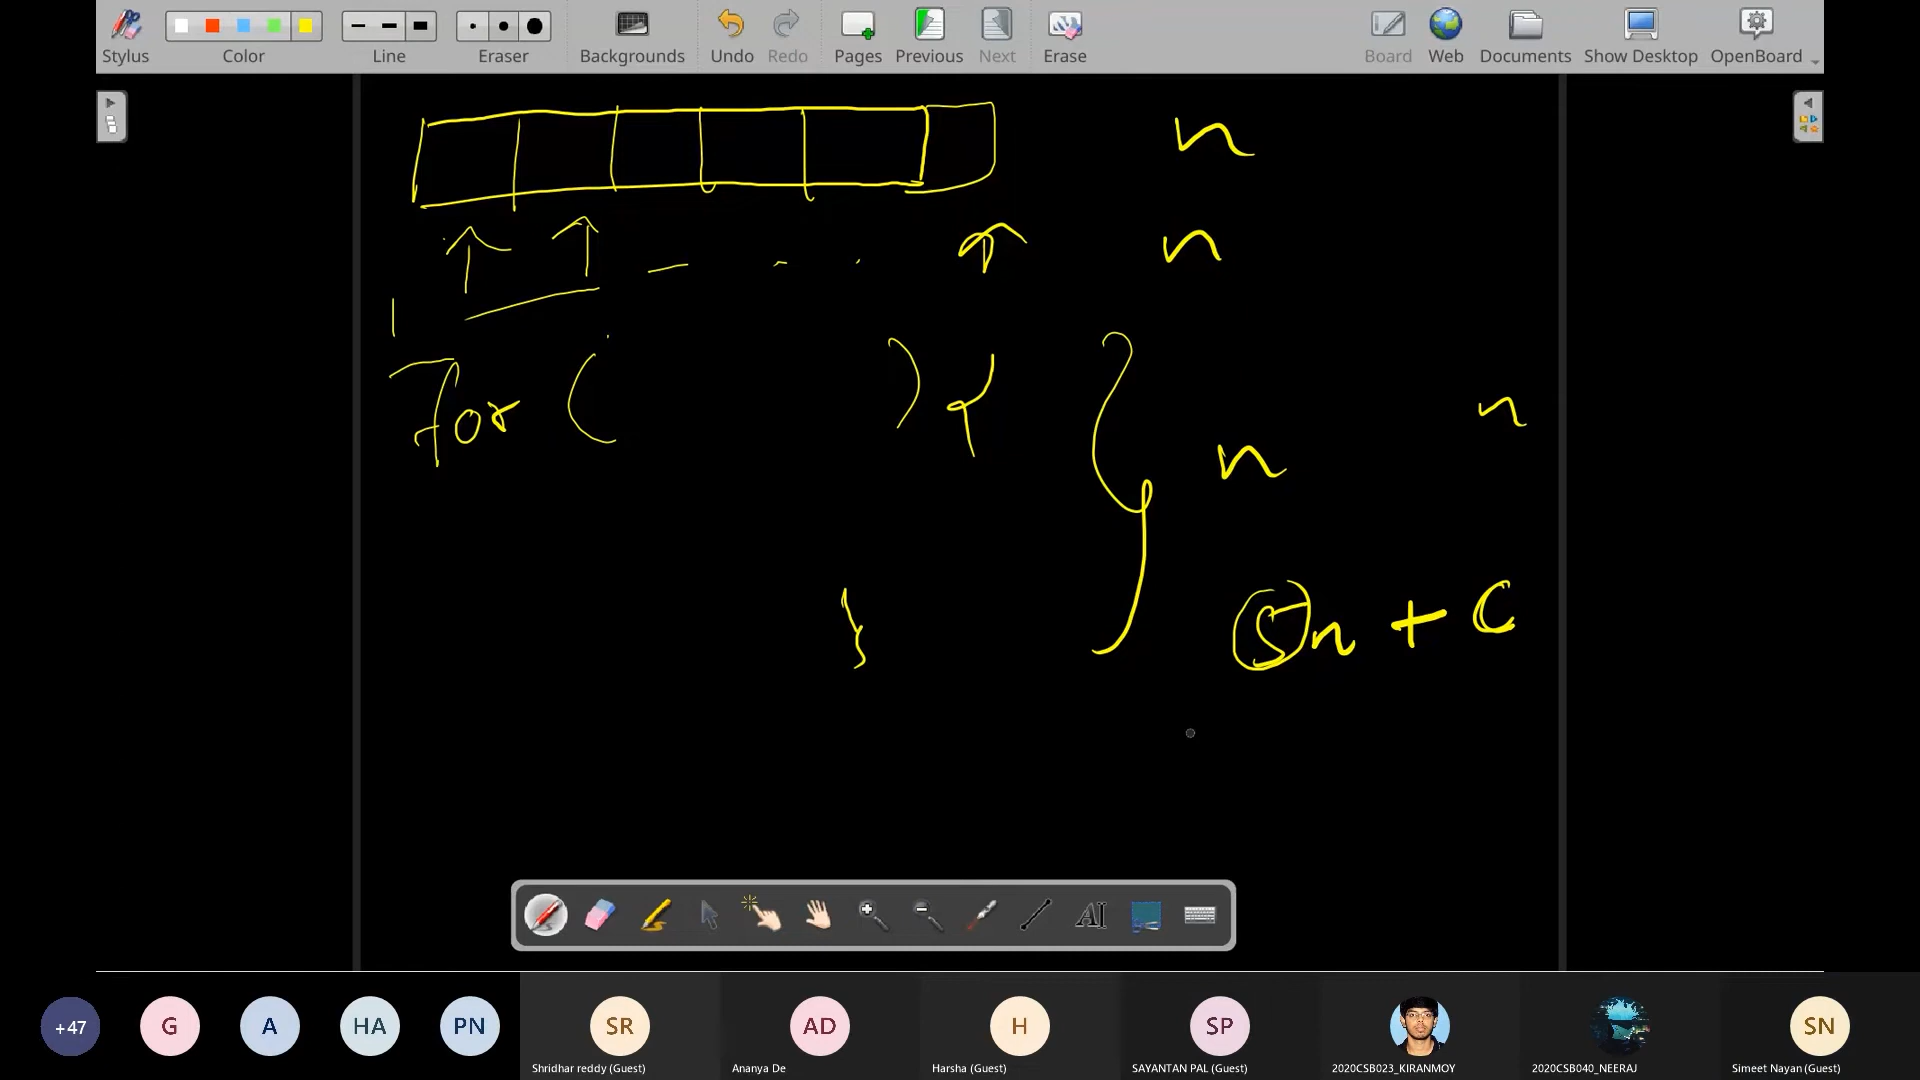 Stylus Color Line Eraser Backgrounds Undo Redo Pages Previous Next Erase Board Web Documents Show Desktop OpenBoard
n
n
1
For ( ) {
n
n
}
5n + C
AI
+47 G A HA PN SR AD H SP SN
Shridhar reddy (Guest) Ananya De Harsha (Guest) SAYANTAN PAL (Guest) 2020CSB023_KIRANMOY 2020CSB040_NEERAJ Simeet Nayan (Guest)